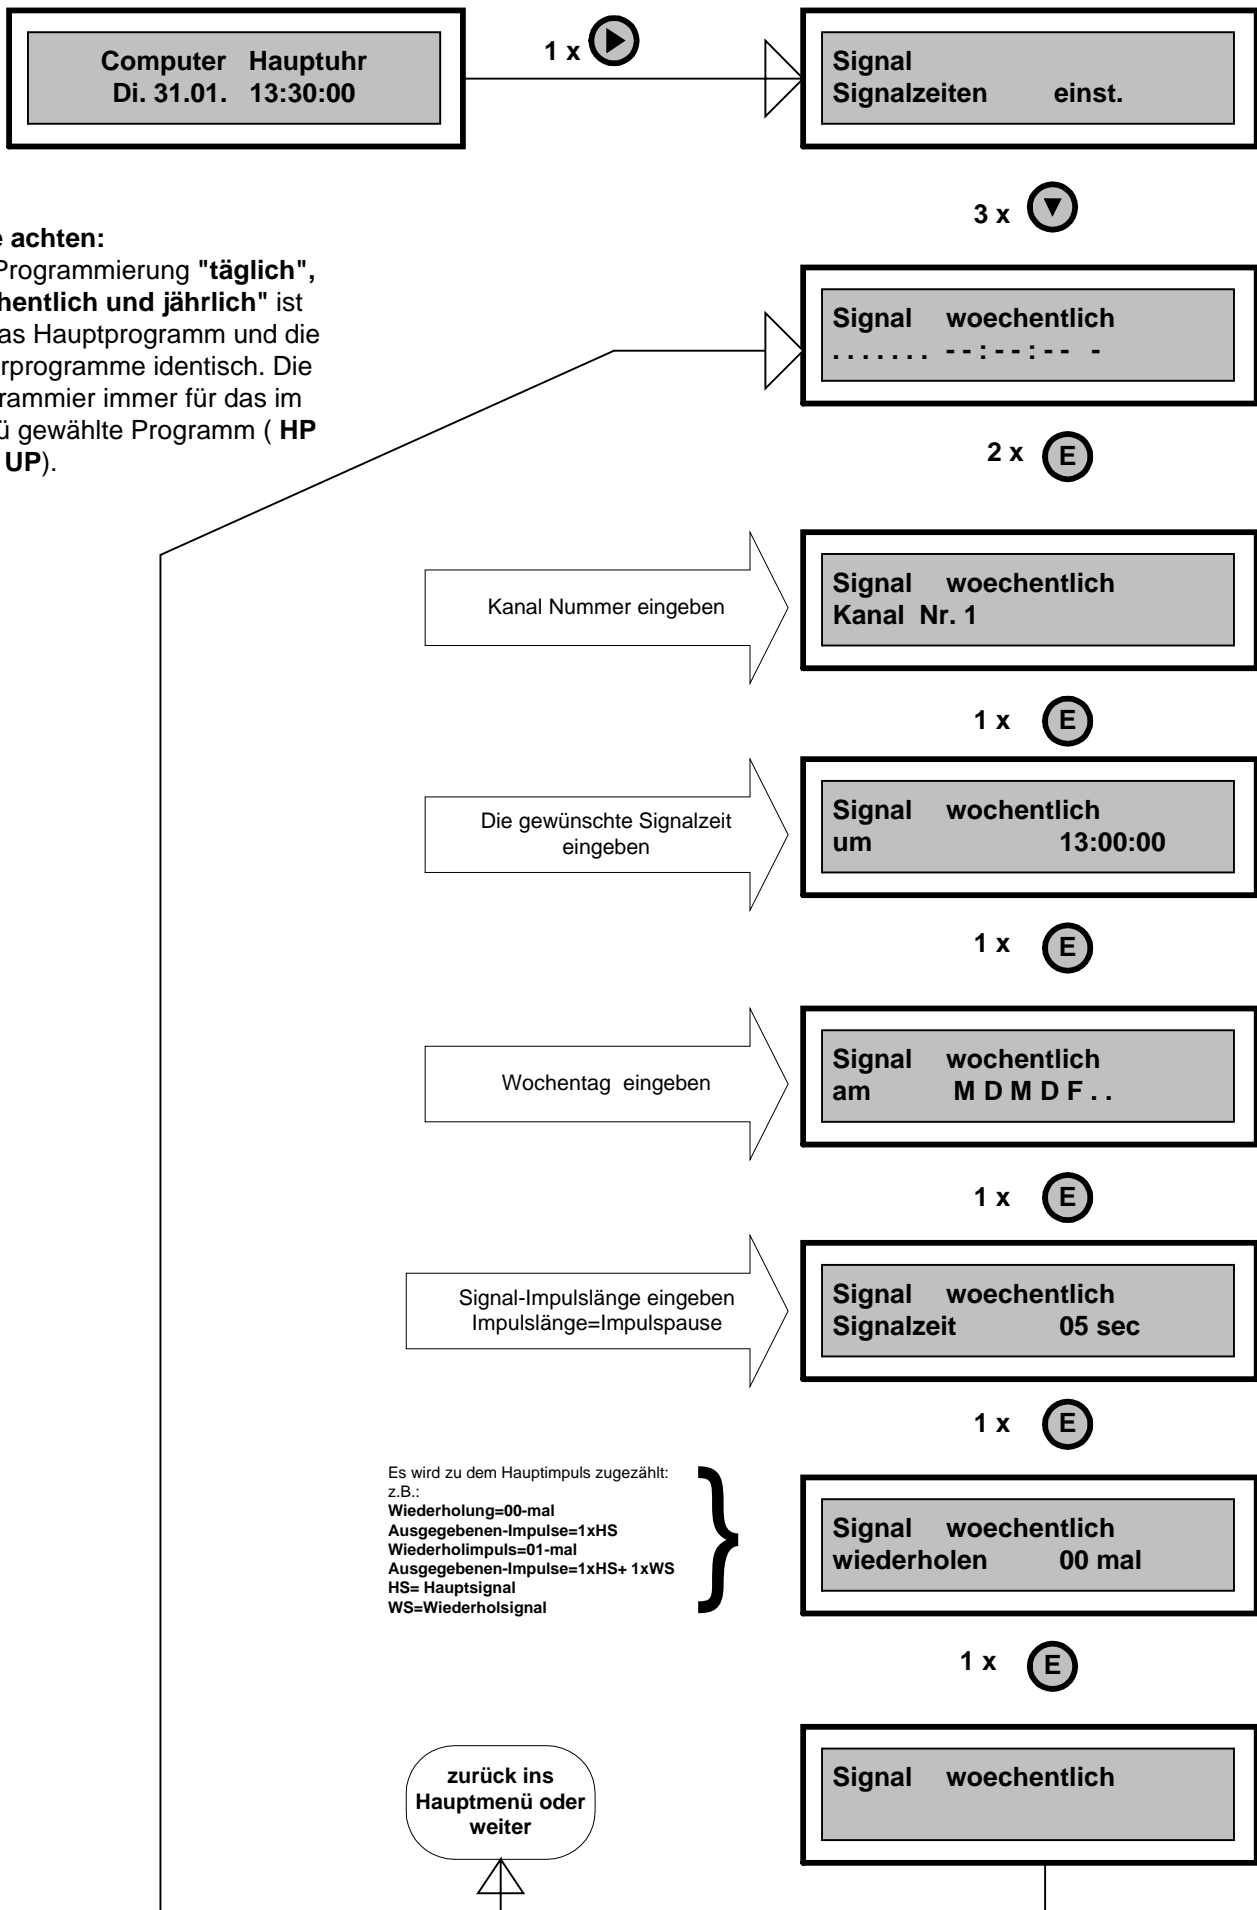 Computer Hauptuhr
Di. 31.01. 13:30:00
1 x
Signal
Signalzeiten einst.
3 x
achten:
Programmierung "täglich",
hentlich und jährlich" ist
as Hauptprogramm und die
rprogramme identisch. Die
rammier immer für das im
ü gewählte Programm ( HP
UP).
Signal woechentlich
. . . . . . . - - : - - : - - -
2 x E
Kanal Nummer eingeben
Signal woechentlich
Kanal Nr. 1
1 x E
Die gewünschte Signalzeit
eingeben
Signal wochentlich
um 13:00:00
1 x E
Wochentag eingeben
Signal wochentlich
am M D M D F . .
1 x E
Signal-Impulslänge eingeben
Impulslänge=Impulspause
Signal woechentlich
Signalzeit 05 sec
1 x E
Es wird zu dem Hauptimpuls zugezählt:
z.B.:
Wiederholung=00-mal
Ausgegebenen-Impulse=1xHS
Wiederholimpuls=01-mal
Ausgegebenen-Impulse=1xHS+ 1xWS
HS= Hauptsignal
WS=Wiederholsignal
}
Signal woechentlich
wiederholen 00 mal
1 x E
zurück ins
Hauptmenü oder
weiter
Signal woechentlich